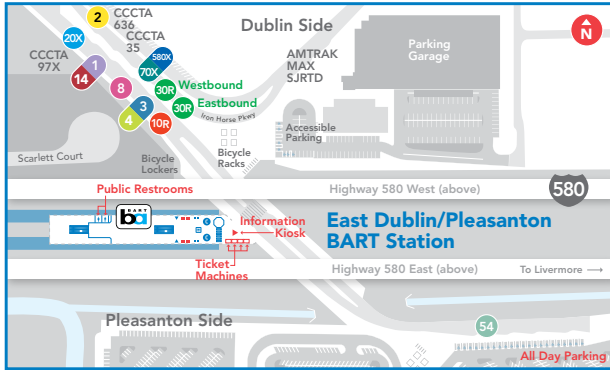 CCCTA
636
Dublin Side
N
2
20X
CCCTA
35
580X
70X
AMTRAK
MAX
SJRTD
Parking
Garage
CCCTA
97X
1
14
8
30R
Westbound
3
4
30R
Eastbound
10R
Iron Horse Pkwy
Accessible
Parking
Scarlett Court
Bicycle
Lockers
Bicycle
Racks
Public Restrooms
Highway 580 West (above)
580
BART
ba
Information
Kiosk
East Dublin/Pleasanton
BART Station
Ticket
Machines
Highway 580 East (above)
To Livermore
Pleasanton Side
54
All Day Parking